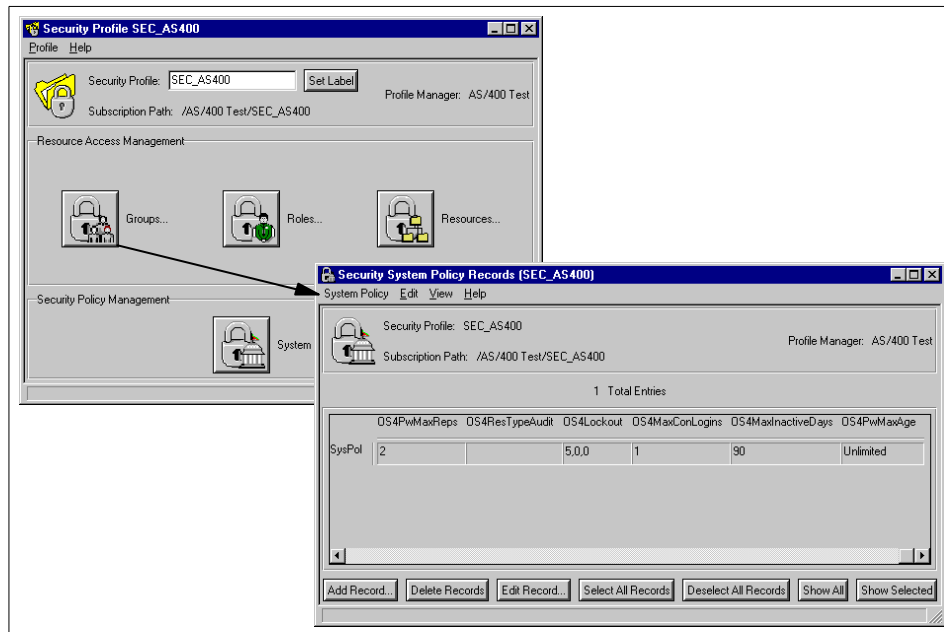 Security Profile SEC_AS400
Profile Help
Security Profile: SEC_AS400 Set Label
Profile Manager: AS/400 Test
Subscription Path: /AS/400 Test/SEC_AS400
Resource Access Management
Groups... Roles... Resources...
Security Policy Management
System
Security System Policy Records (SEC_AS400)
System Policy Edit View Help
Security Profile: SEC_AS400
Profile Manager: AS/400 Test
Subscription Path: /AS/400 Test/SEC_AS400
1 Total Entries
OS4PwMaxReps OS4ResTypeAudit OS4Lockout OS4MaxConLogins OS4MaxInactiveDays OS4PwMaxAge
SysPol 2 5,0,0 1 90 Unlimited
Add Record... Delete Records Edit Record... Select All Records Deselect All Records Show All Show Selected